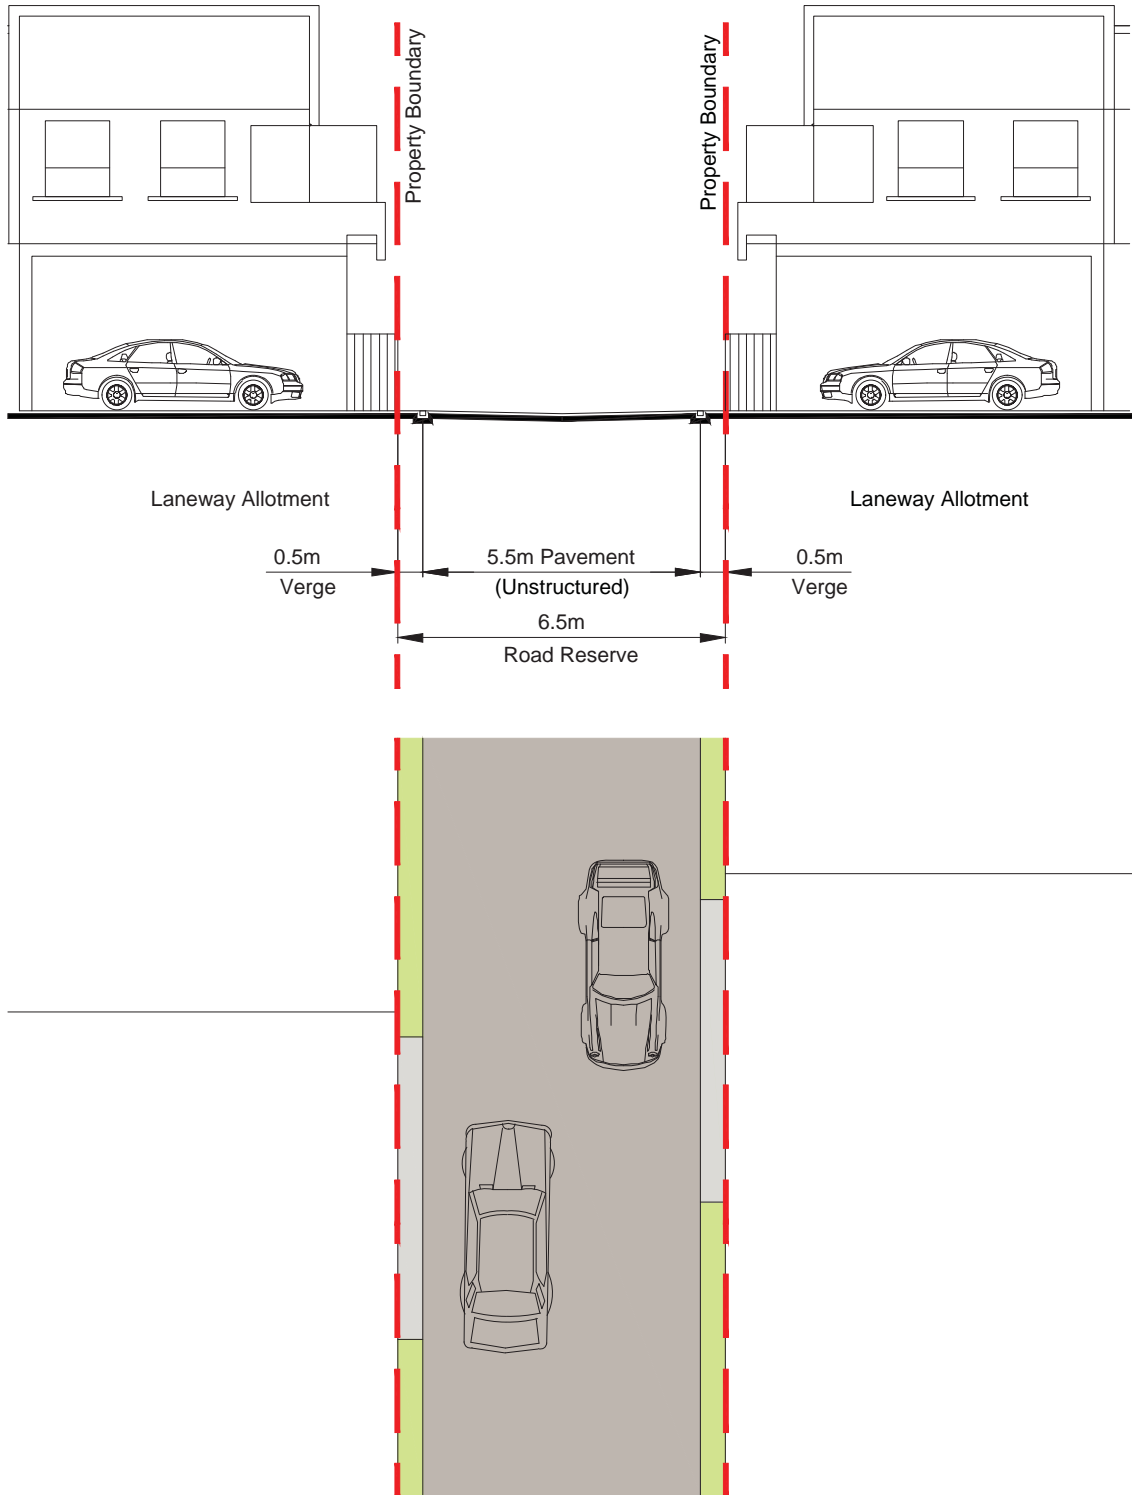 Property Boundary
Property Boundary
Laneway Allotment
Laneway Allotment
0.5m
Verge
5.5m Pavement
(Unstructured)
0.5m
Verge
6.5m
Road Reserve